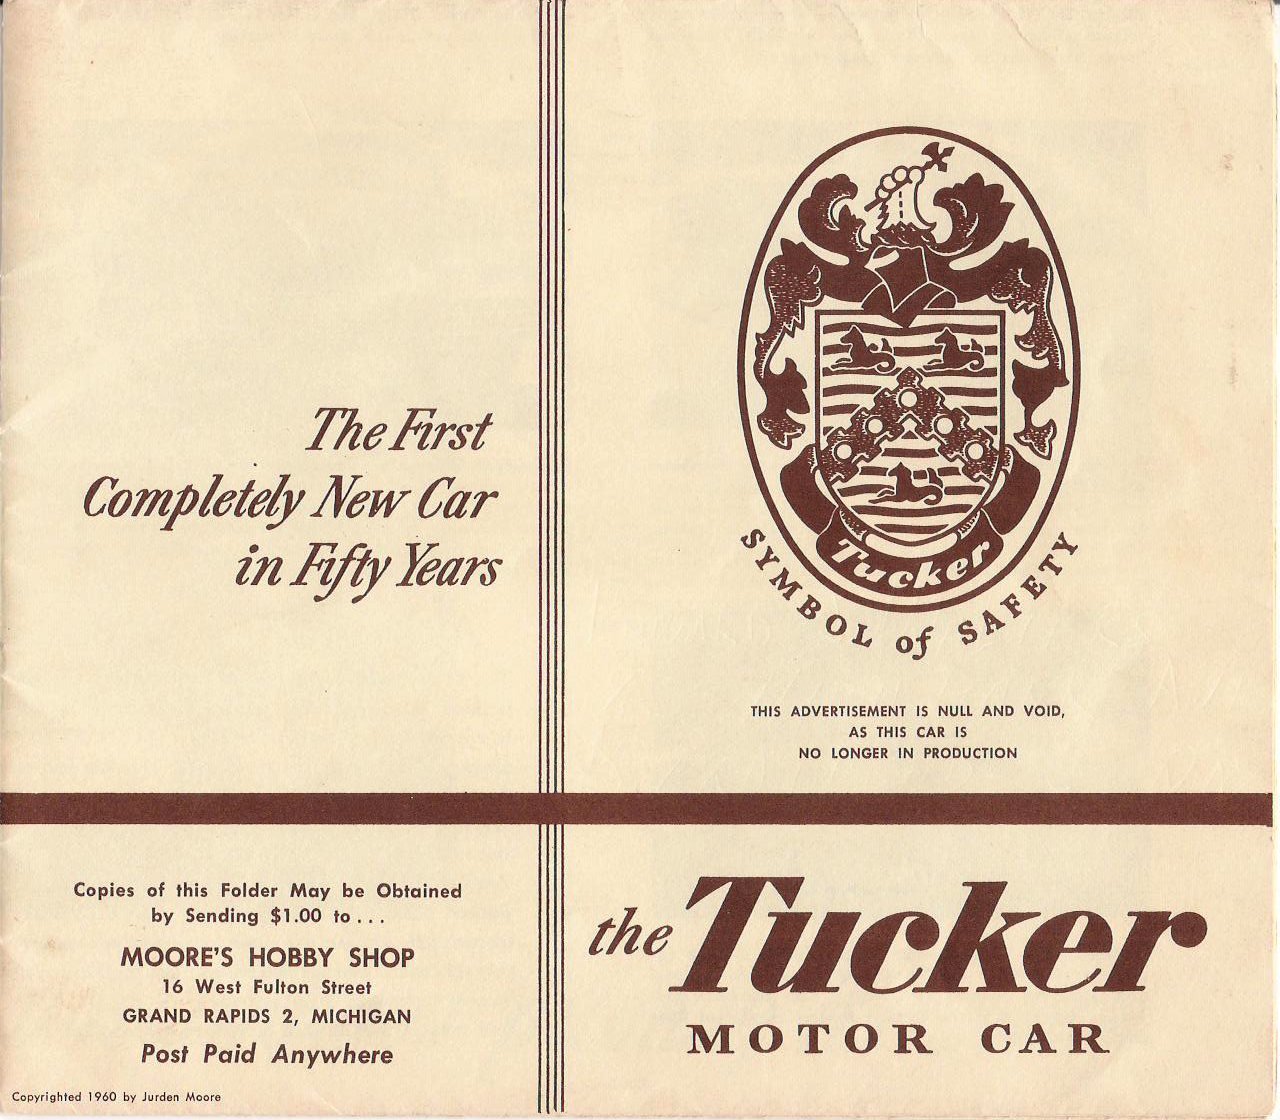 The First
Completely New Car
in Fifty Years
Copies of this Folder May be Obtained
by Sending $1.00 to...
MOORE'S HOBBY SHOP
16 West Fulton Street
GRAND RAPIDS 2, MICHIGAN
Post Paid Anywhere
Copyrighted 1960 by Jurden Moore
Tucker
SYMBOL of SAFETY
THIS ADVERTISEMENT IS NULL AND VOID,
AS THIS CAR IS
NO LONGER IN PRODUCTION
the Tucker
MOTOR CAR